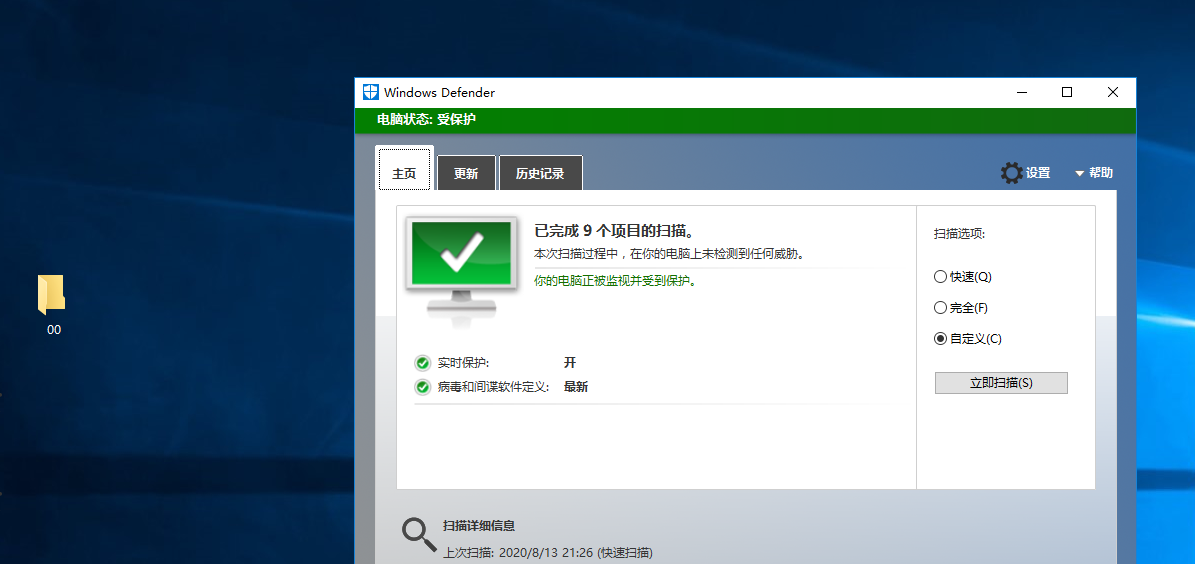 Windows Defender
电脑状态: 受保护
主页
更新
历史记录
设置
帮助
已完成 9 个项目的扫描。
本次扫描过程中，在你的电脑上未检测到任何威胁。
你的电脑正被监视并受到保护。
实时保护:
开
病毒和间谍软件定义:
最新
扫描选项:
快速(Q)
完全(F)
自定义(C)
立即扫描(S)
00
扫描详细信息
上次扫描: 2020/8/13 21:26 (快速扫描)